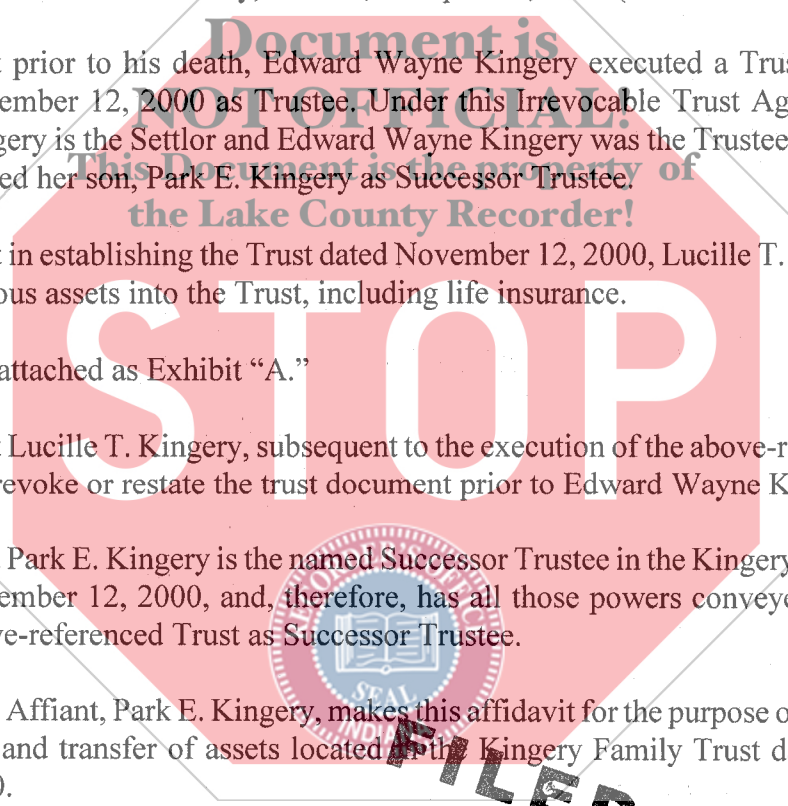 Document is
prior to his death, Edward Wayne Kingery executed a Trus
ember 12, 2000 as Trustee. Under this Irrevocable Trust Ag
NOT OFFICIAL!
gery is the Settlor and Edward Wayne Kingery was the Trustee
This Document is the property of
ed her son, Park E. Kingery as Successor Trustee.
the Lake County Recorder!
in establishing the Trust dated November 12, 2000, Lucille T.
ous assets into the Trust, including life insurance.
STOP
attached as Exhibit “A.”
Lucille T. Kingery, subsequent to the execution of the above-r
revoke or restate the trust document prior to Edward Wayne K
Park E. Kingery is the named Successor Trustee in the Kingery
ember 12, 2000, and, therefore, has all those powers conveye
ve-referenced Trust as Successor Trustee.
SEAL
INDIANA
Affiant, Park E. Kingery, makes this affidavit for the purpose o
and transfer of assets located in the Kingery Family Trust d
FILED
).